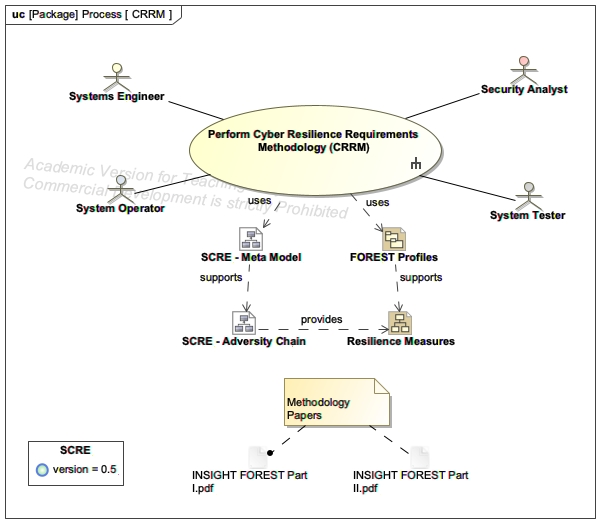 uc [Package] Process [ CRRM ]
Systems Engineer
Security Analyst
Perform Cyber Resilience Requirements
Methodology (CRRM)
Academic Version for Teaching
Commercial Development is strictly Prohibited
System Operator
System Tester
uses
uses
SCRE - Meta Model
FOREST Profiles
supports
supports
provides
SCRE - Adversity Chain
Resilience Measures
Methodology
Papers
SCRE
version = 0.5
INSIGHT FOREST Part
I.pdf
INSIGHT FOREST Part
II.pdf